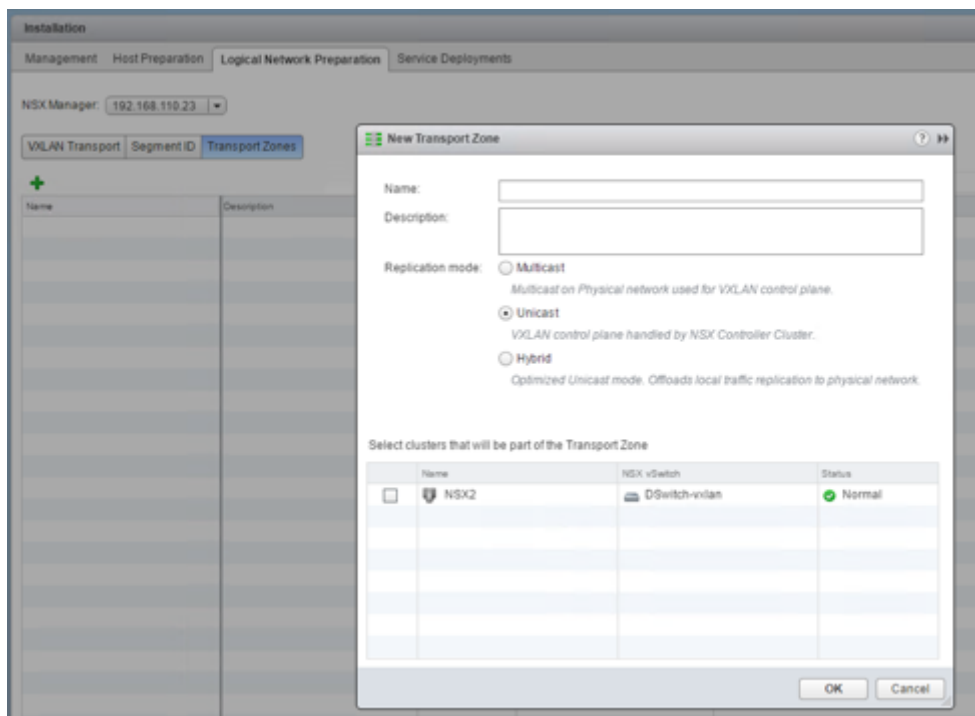 Installation
Management Host Preparation Logical Network Preparation Service Deployments
NSX Manager: 192.168.110.23
VXLAN Transport Segment ID Transport Zones
Name Description
New Transport Zone
Name:
Description:
Replication mode: Multicast
Multicast on Physical network used for VXLAN control plane.
Unicast
VXLAN control plane handled by NSX Controller Cluster.
Hybrid
Optimized Unicast mode. Offloads local traffic replication to physical network.
Select clusters that will be part of the Transport Zone
Name NSX vSwitch Status
NSX2 DSwitch-vxlan Normal
OK Cancel